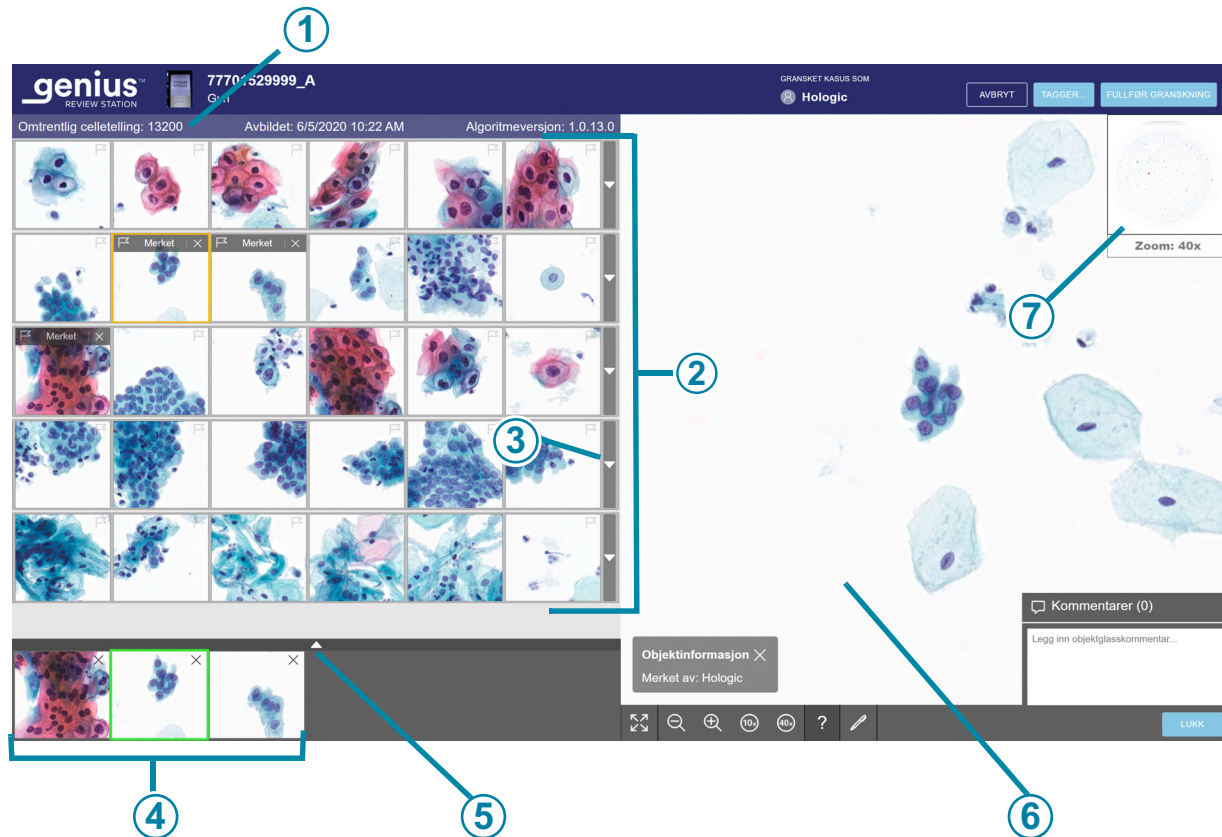 1
genius™
REVIEW STATION
77701529999_A
GRANSKET KASUS SOM
Hologic
AVBRYT
TAGGER...
FULLFØR GRANSKNING
Omtrentlig celletelling: 13200
Avbildet: 6/5/2020 10:22 AM
Algoritmeversjon: 1.0.13.0
Merket
Merket
Zoom: 40x
7
Merket
2
3
Kommentarer (0)
Legg inn objektglasskommentar...
Objektinformasjon
Merket av: Hologic
10x
40x
?
LUKK
4
5
6